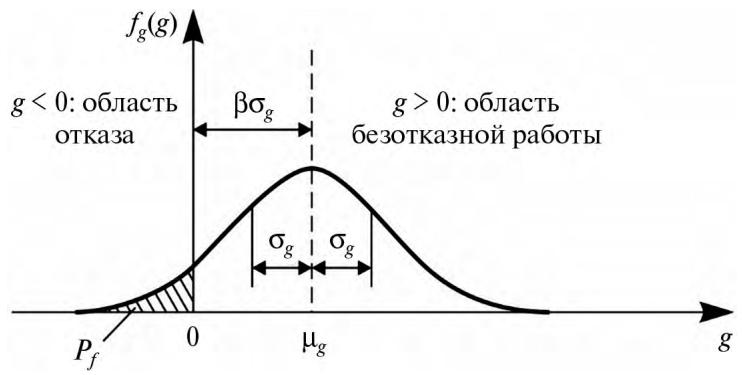 f_g(g)
g < 0: область
отказа
βσ_g
g > 0: область
безотказной работы
σ_g
σ_g
P_f
0
μ_g
g